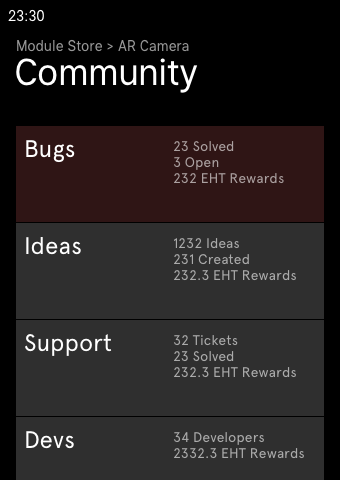 23:30
Module Store > AR Camera
Community
Bugs
23 Solved
3 Open
232 EHT Rewards
Ideas
1232 Ideas
231 Created
232.3 EHT Rewards
Support
32 Tickets
23 Solved
232.3 EHT Rewards
Devs
34 Developers
2332.3 EHT Rewards